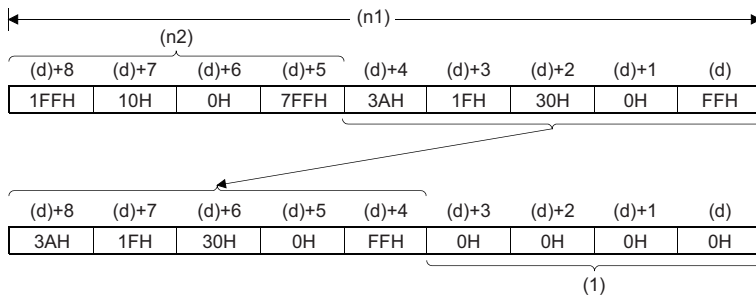 (n1)
(n2)
(d)+8 (d)+7 (d)+6 (d)+5 (d)+4 (d)+3 (d)+2 (d)+1 (d)
1FFH 10H 0H 7FFH 3AH 1FH 30H 0H FFH
(d)+8 (d)+7 (d)+6 (d)+5 (d)+4 (d)+3 (d)+2 (d)+1 (d)
3AH 1FH 30H 0H FFH 0H 0H 0H 0H
(1)